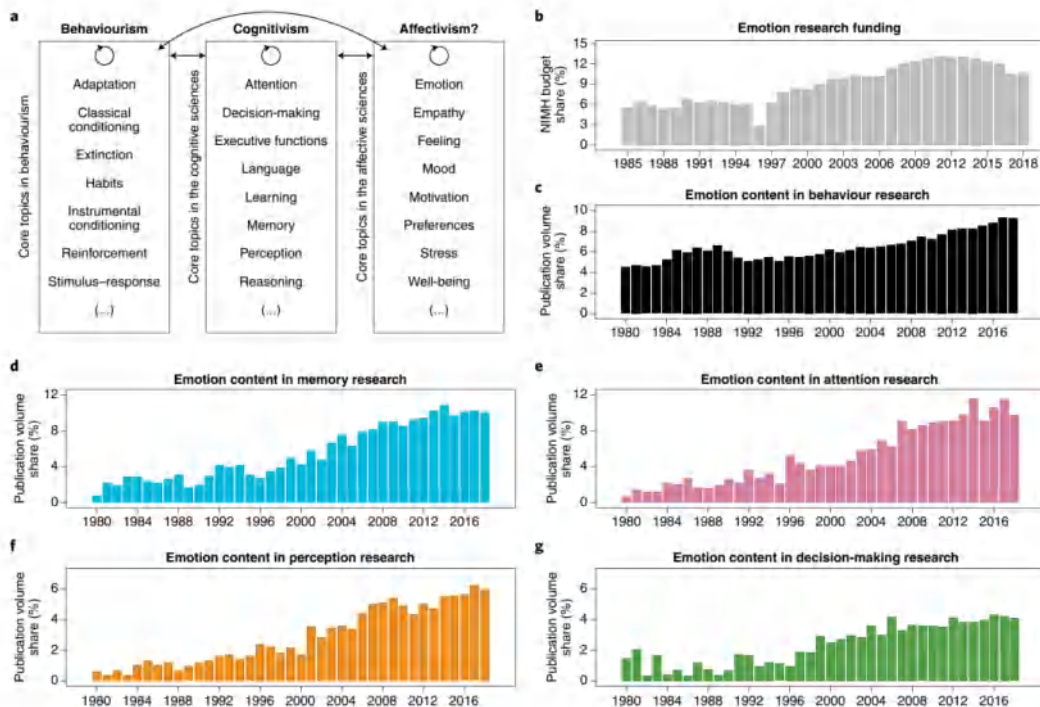 a
Behaviourism
Cognitivism
Affectivism?
Core topics in behaviourism
Adaptation
Classical
conditioning
Extinction
Habits
Instrumental
conditioning
Reinforcement
Stimulus–response
(...)
Core topics in the cognitive sciences
Attention
Decision-making
Executive functions
Language
Learning
Memory
Perception
Reasoning
(...)
Core topics in the affective sciences
Emotion
Empathy
Feeling
Mood
Motivation
Preferences
Stress
Well-being
(...)
b
Emotion research funding
NIMH budget
share (%)
15
12
9
6
3
0
1985 1988 1991 1994 1997 2000 2003 2006 2009 2012 2015 2018
c
Emotion content in behaviour research
Publication volume
share (%)
10
8
6
4
2
0
1980 1984 1988 1992 1996 2000 2004 2008 2012 2016
d
Emotion content in memory research
Publication volume
share (%)
12
8
4
0
1980 1984 1988 1992 1996 2000 2004 2008 2012 2016
e
Emotion content in attention research
Publication volume
share (%)
12
8
4
0
1980 1984 1988 1992 1996 2000 2004 2008 2012 2016
f
Emotion content in perception research
Publication volume
share (%)
6
4
2
0
1980 1984 1988 1992 1996 2000 2004 2008 2012 2016
g
Emotion content in decision-making research
Publication volume
share (%)
6
4
2
0
1980 1984 1988 1992 1996 2000 2004 2008 2012 2016